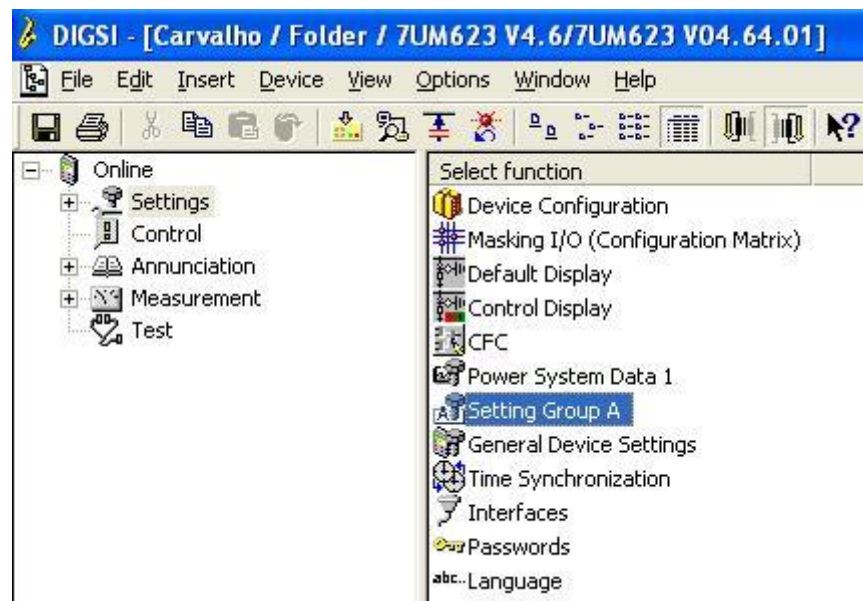 DIGSI - [Carvalho / Folder / 7UM623 V4.6/7UM623 V04.64.01]
File Edit Insert Device View Options Window Help
Online
Settings
Control
Annunciation
Measurement
Test
Select function
Device Configuration
Masking I/O (Configuration Matrix)
Default Display
Control Display
CFC
Power System Data 1
Setting Group A
General Device Settings
Time Synchronization
Interfaces
Passwords
abc.. Language